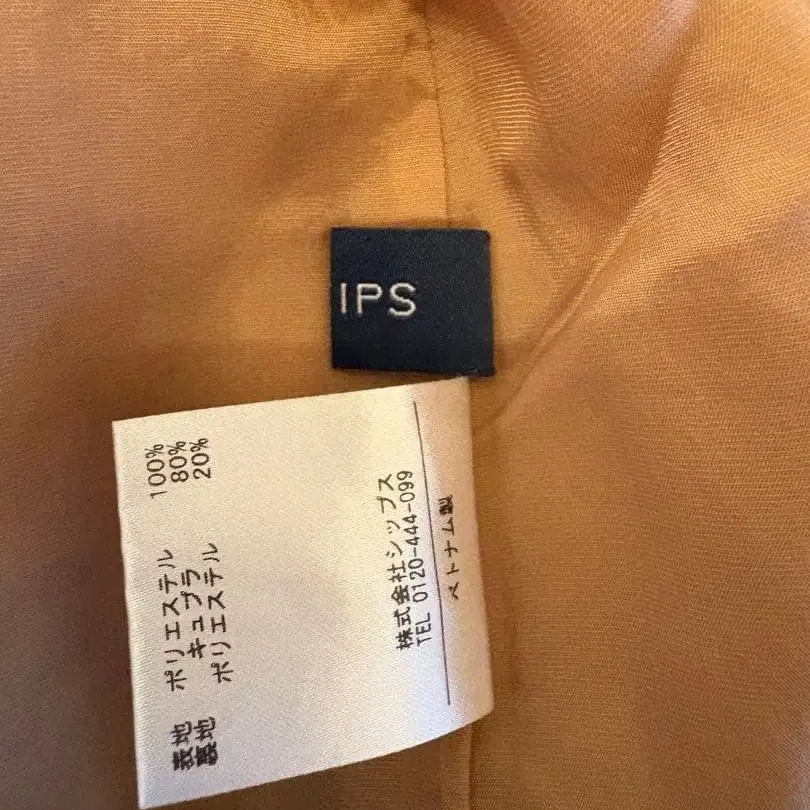 IPS
表地 ポリエステル 100%
裏地 キュプラ 80%
ポリエステル 20%
株式会社シップス
TEL 0120-444-099
ベトナム製